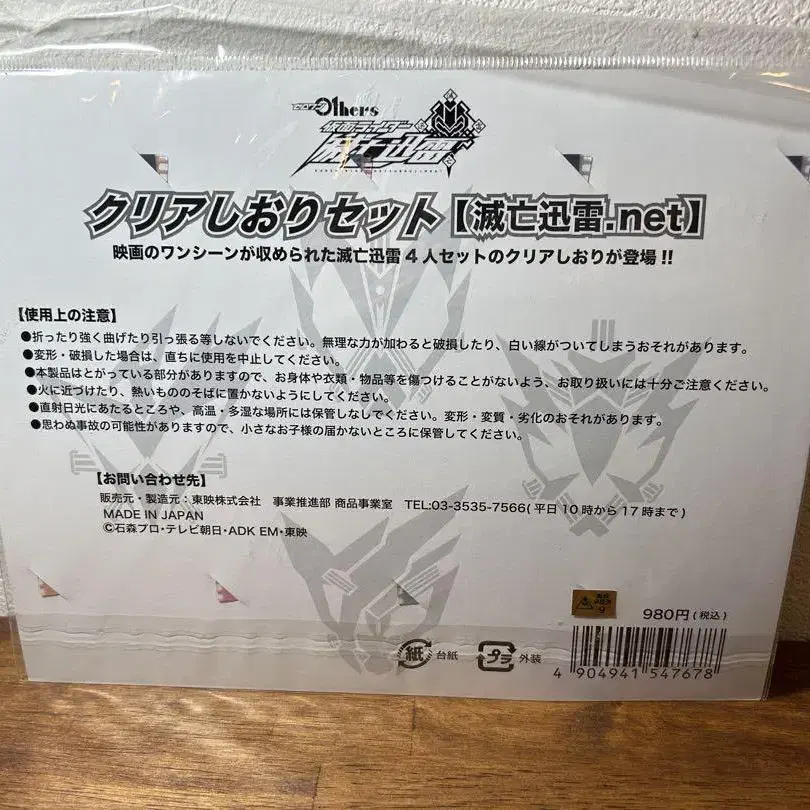 ゼロワン Others
仮面ライダー
滅亡迅雷
クリアしおりセット【滅亡迅雷.net】
映画のワンシーンが収められた滅亡迅雷4人セットのクリアしおりが登場!!
【使用上の注意】
●折ったり強く曲げたり引っ張る等しないでください。無理な力が加わると破損したり、白い線がついてしまうおそれがあります。
●変形・破損した場合は、直ちに使用を中止してください。
●本製品はとがっている部分がありますので、お身体や衣類・物品等を傷つけることがないよう、お取り扱いには十分ご注意ください。
●火に近づけたり、熱いもののそばに置かないようにしてください。
●直射日光にあたるところや、高温・多湿な場所には保管しなしでください。変形・変質・劣化のおそれがあります。
●思わぬ事故の可能性がありますので、小さなお子様の届かないところに保管してください。
【お問い合わせ先】
販売元・製造元:東映株式会社 事業推進部 商品事業室 TEL:03-3535-7566(平日10時から17時まで)
MADE IN JAPAN
©石森プロ・テレビ朝日・ADK EM・東映
980円(税込)
紙 台紙 プラ 外装
4 904941 547678